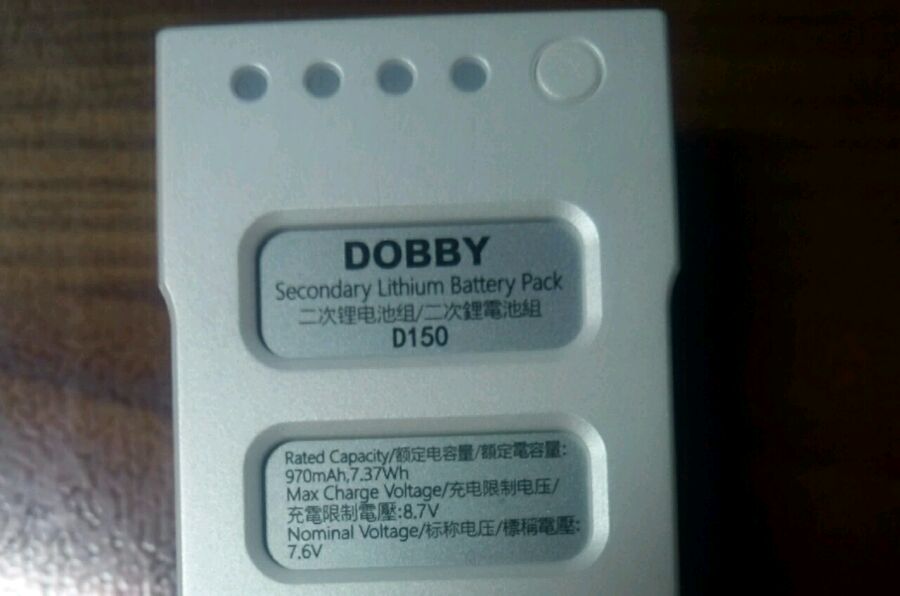 DOBBY
Secondary Lithium Battery Pack
二次锂电池组/二次鋰電池組
D150
Rated Capacity/额定电容量/額定電容量:
970mAh,7.37Wh
Max Charge Voltage/充电限制电压/
充電限制電壓:8.7V
Nominal Voltage/标称电压/標稱電壓:
7.6V